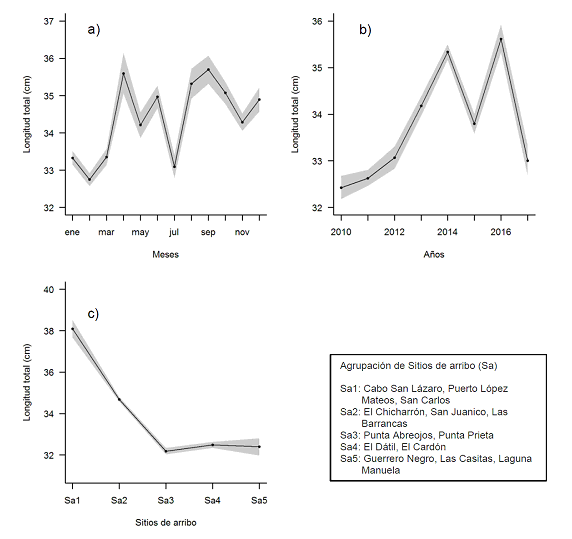 a)
Longitud total (cm)
37
36
35
34
33
32
ene mar may jul sep nov
Meses
b)
Longitud total (cm)
36
35
34
33
32
2010 2012 2014 2016
Años
c)
Longitud total (cm)
40
38
36
34
32
Sa1 Sa2 Sa3 Sa4 Sa5
Sitios de arribo
Agrupación de Sitios de arribo (Sa)
Sa1: Cabo San Lázaro, Puerto López
Mateos, San Carlos
Sa2: El Chicharrón, San Juanico, Las
Barrancas
Sa3: Punta Abreojos, Punta Prieta
Sa4: El Dátil, El Cardón
Sa5: Guerrero Negro, Las Casitas, Laguna
Manuela